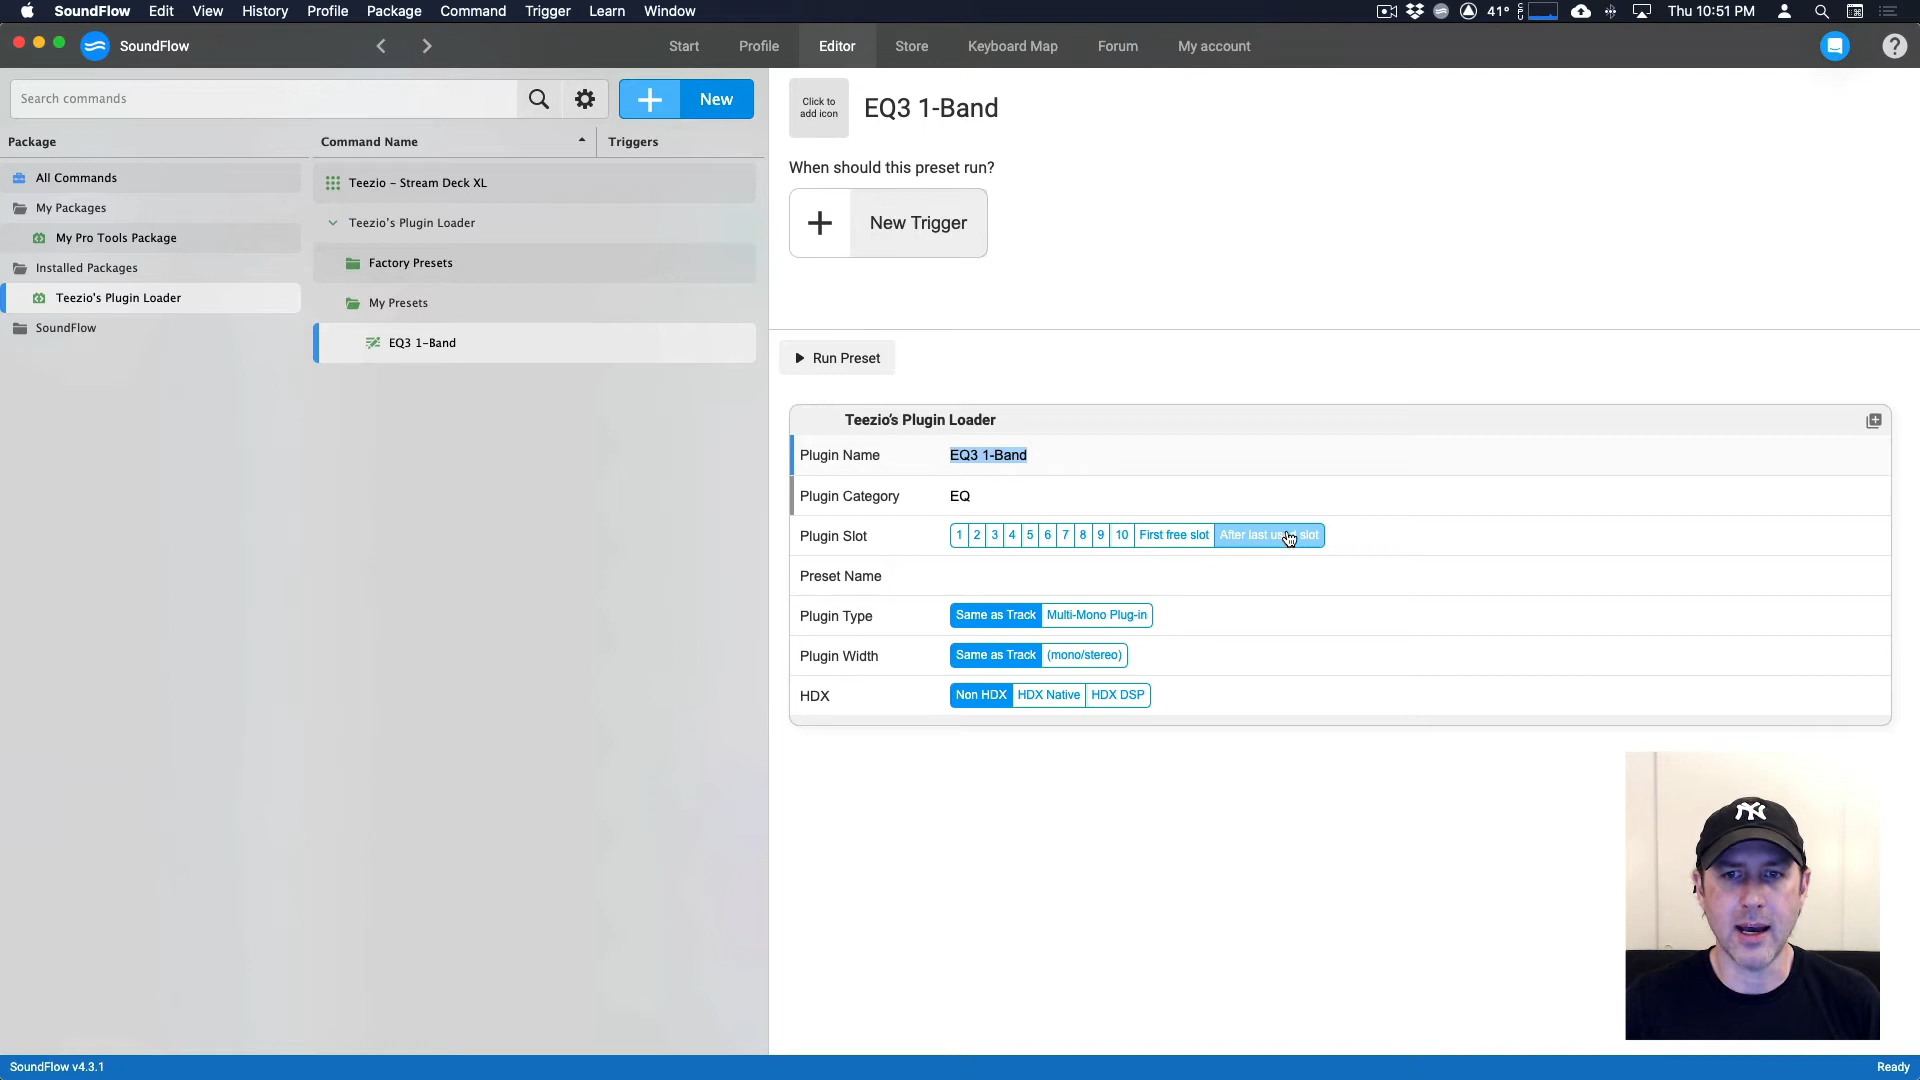 SoundFlow Edit View History Profile Package Command Trigger Learn Window 41° Thu 10:51 PM
SoundFlow Start Profile Editor Store Keyboard Map Forum My account
Search commands
New
Package Command Name Triggers
All Commands
My Packages
My Pro Tools Package
Installed Packages
Teezio's Plugin Loader
SoundFlow
Teezio – Stream Deck XL
Teezio's Plugin Loader
Factory Presets
My Presets
EQ3 1-Band
Click to
add icon
EQ3 1-Band
When should this preset run?
New Trigger
Run Preset
Teezio's Plugin Loader
Plugin Name EQ3 1-Band
Plugin Category EQ
Plugin Slot 1 2 3 4 5 6 7 8 9 10 First free slot After last used slot
Preset Name
Plugin Type Same as Track Multi-Mono Plug-in
Plugin Width Same as Track (mono/stereo)
HDX Non HDX HDX Native HDX DSP
SoundFlow v4.3.1 Ready